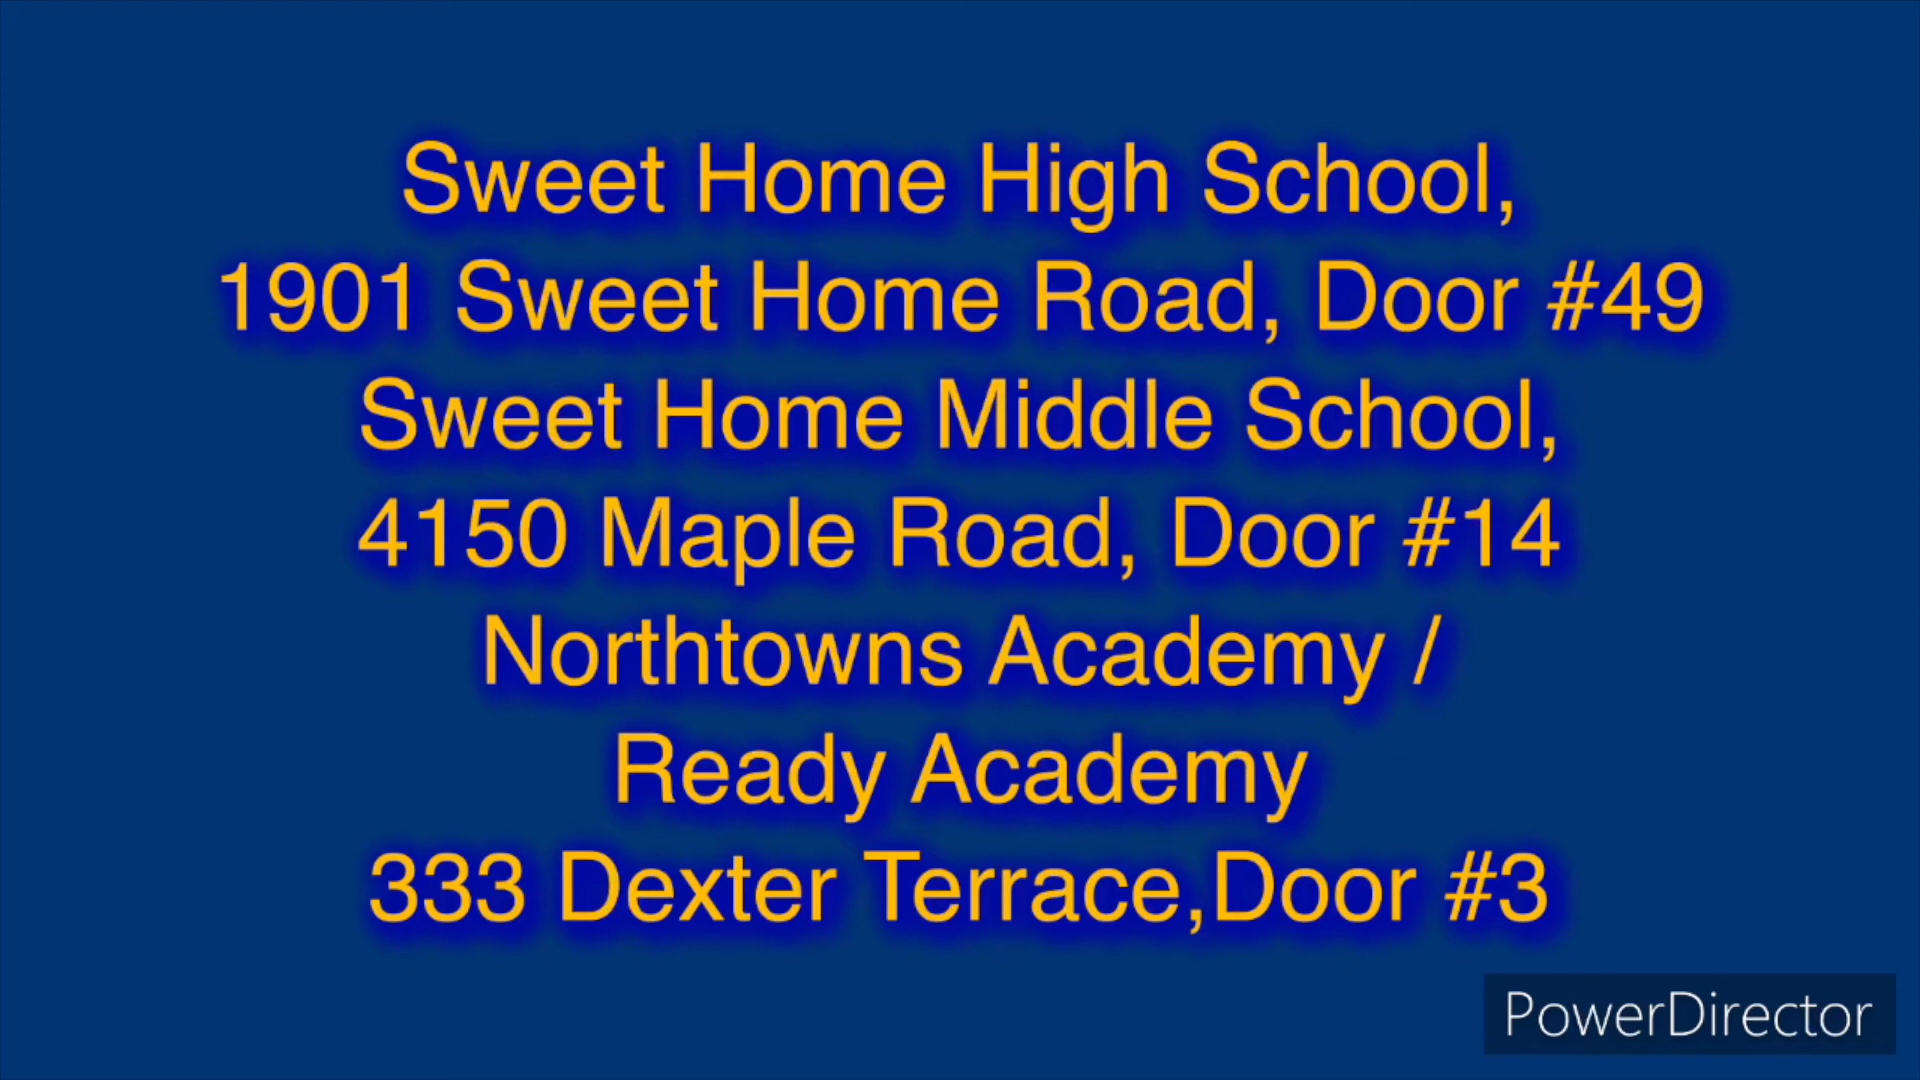 Sweet Home High School,
1901 Sweet Home Road, Door #49
Sweet Home Middle School,
4150 Maple Road, Door #14
Northtowns Academy /
Ready Academy
333 Dexter Terrace,Door #3
PowerDirector